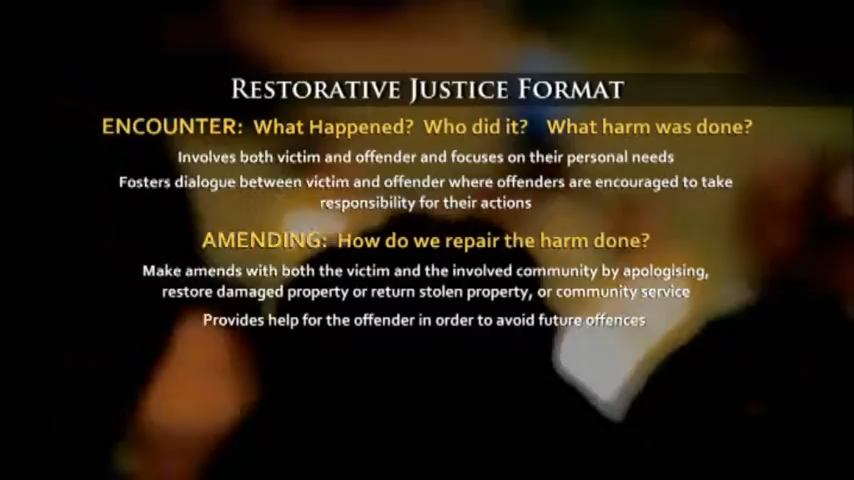 RESTORATIVE JUSTICE FORMAT
ENCOUNTER: What Happened? Who did it? What harm was done?
Involves both victim and offender and focuses on their personal needs
Fosters dialogue between victim and offender where offenders are encouraged to take
responsibility for their actions
AMENDING: How do we repair the harm done?
Make amends with both the victim and the involved community by apologising,
restore damaged property or return stolen property, or community service
Provides help for the offender in order to avoid future offences